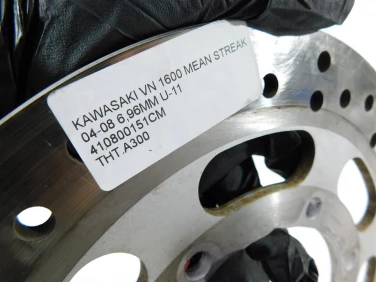 KAWASAKI VN 1600 MEAN STREAK
04-08 6,96MM U-11
410800151CM
THT A300